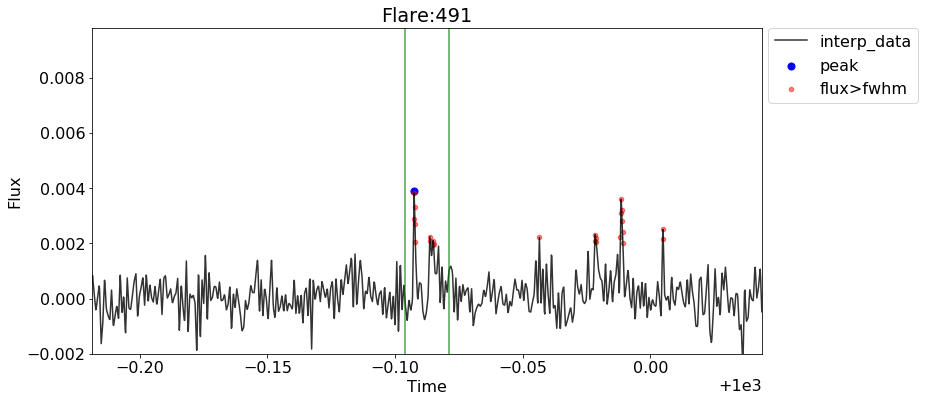 Flare:491
interp_data
peak
flux>fwhm
0.008
0.006
0.004
0.002
0.000
−0.002
Flux
−0.20
−0.15
−0.10
−0.05
0.00
Time
+1e3